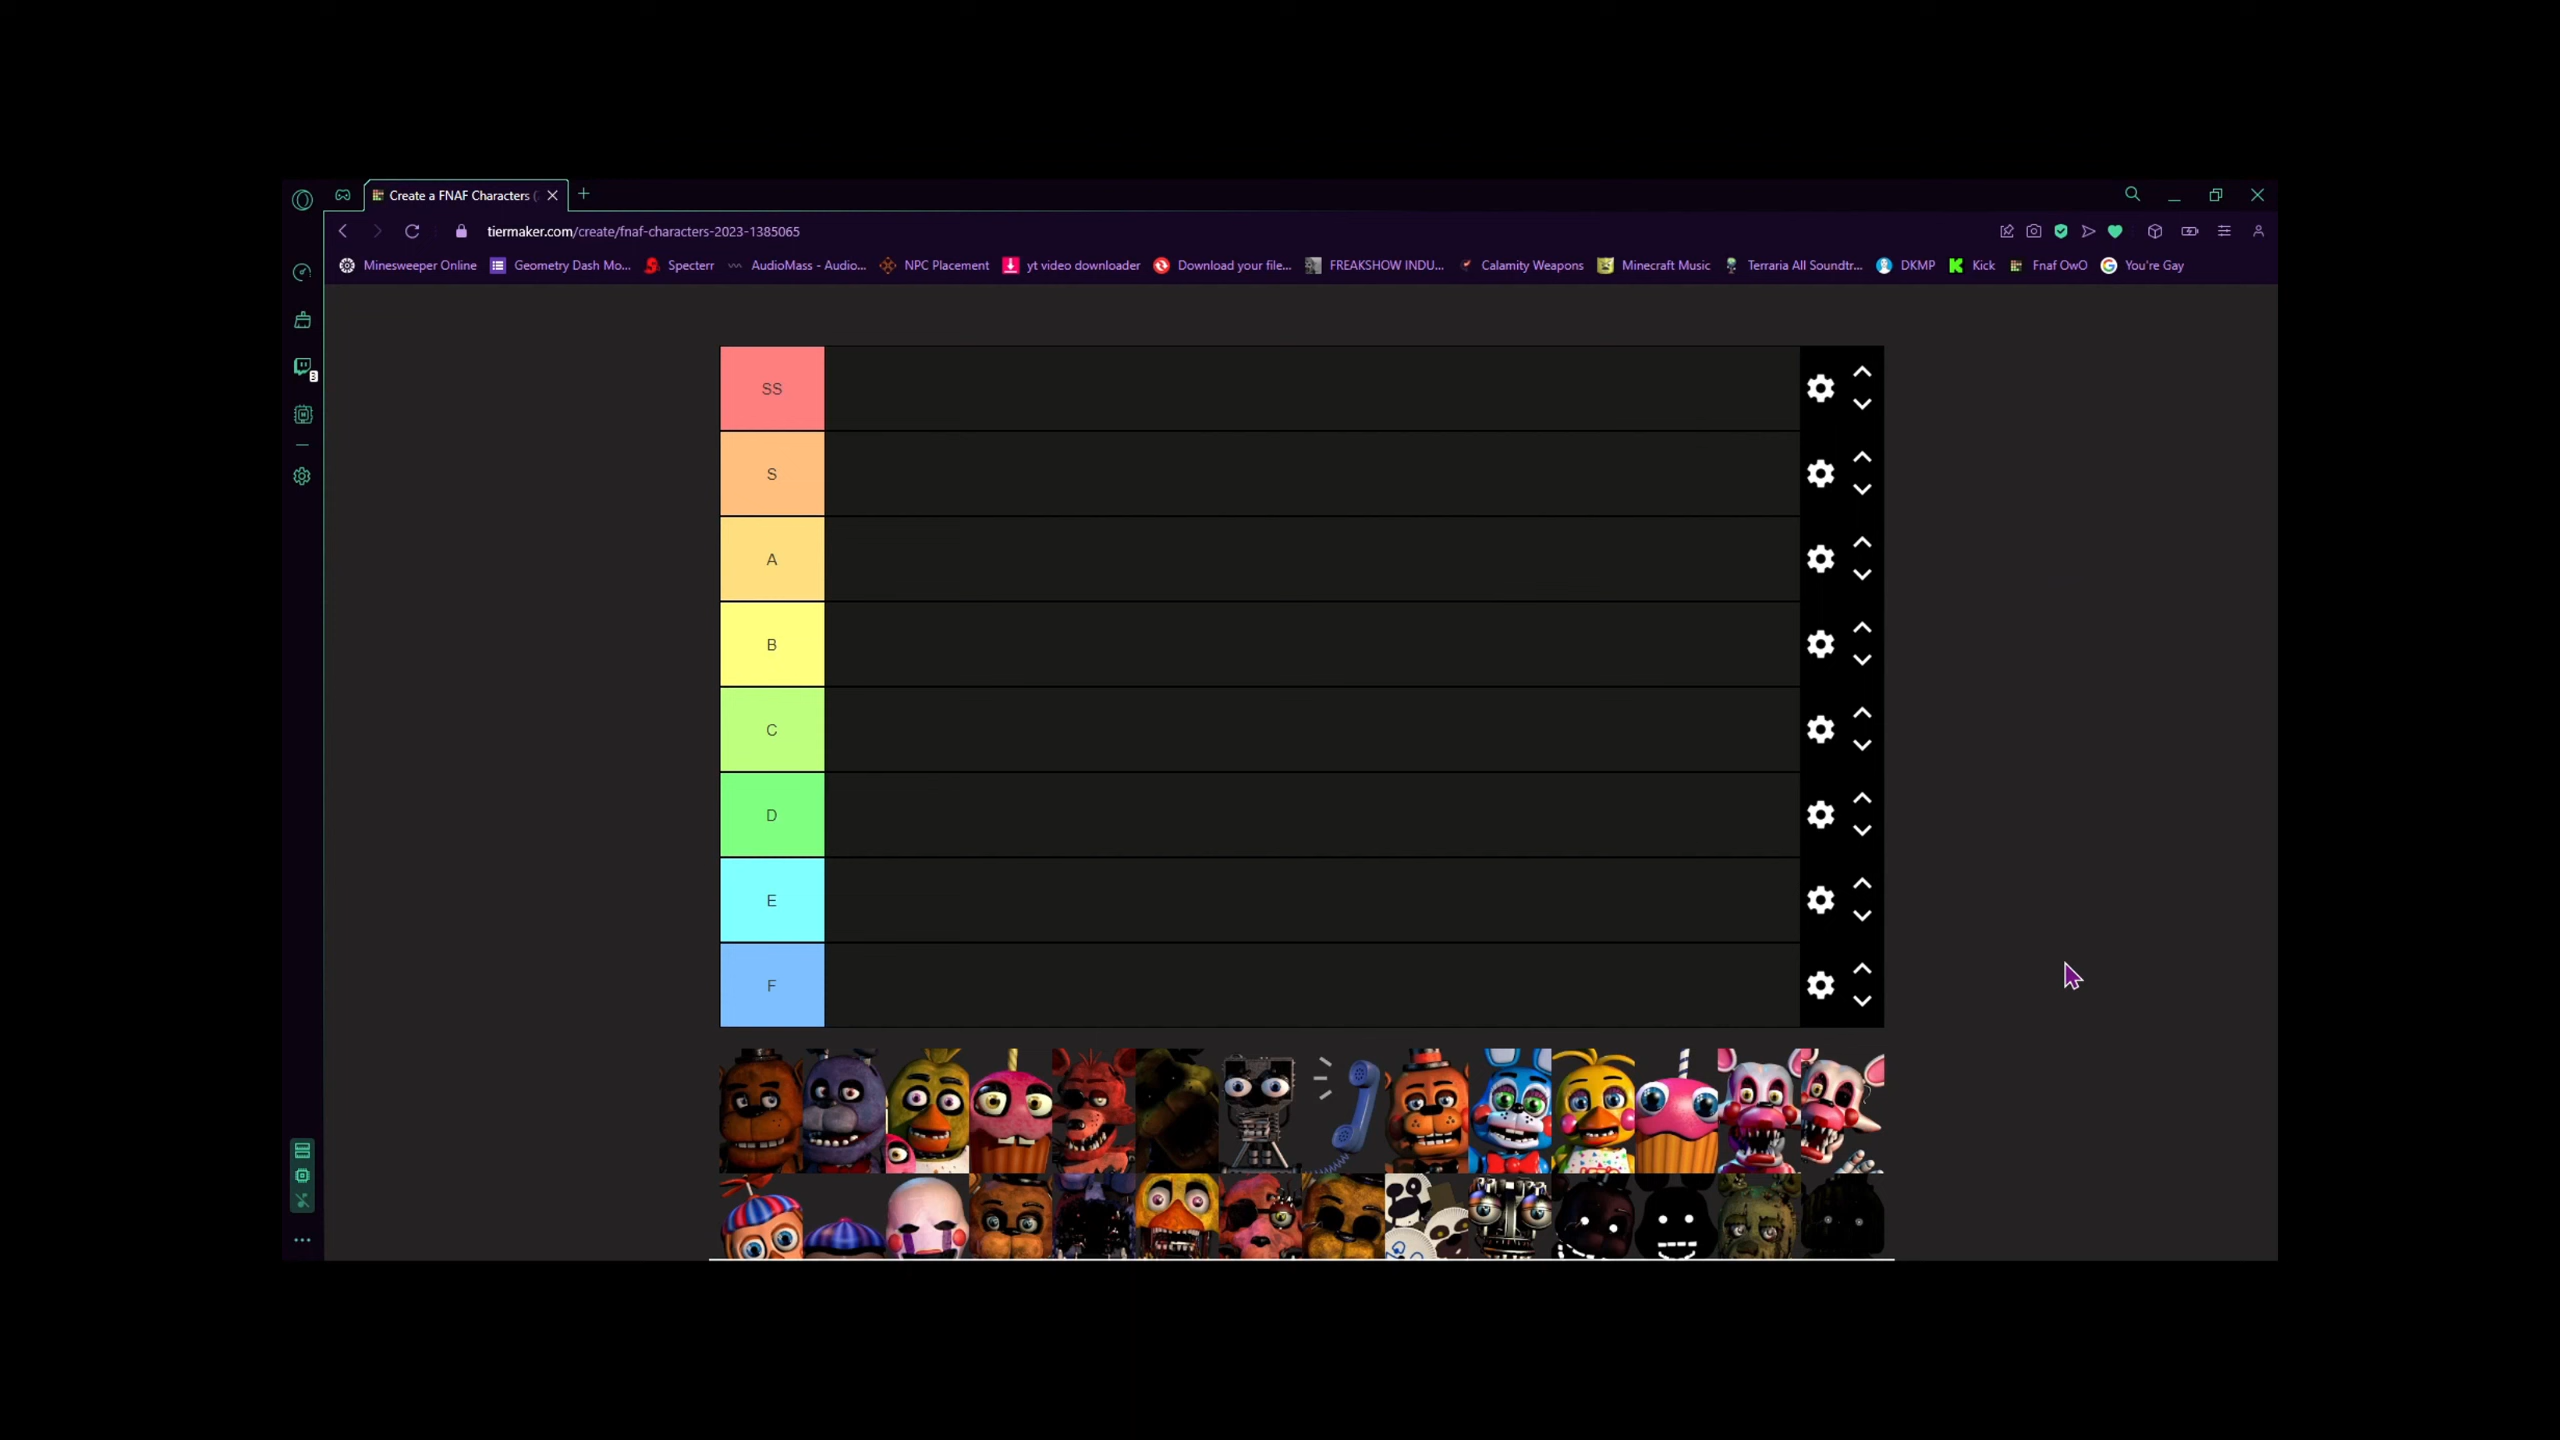 Create a FNAF Characters (
tiermaker.com/create/fnaf-characters-2023-1385065
Minesweeper Online Geometry Dash Mo... Specterr AudioMass - Audio... NPC Placement yt video downloader Download your file... FREAKSHOW INDU... Calamity Weapons Minecraft Music Terraria All Soundtr... DKMP Kick Fnaf OwO You're Gay
SS
3
S
A
B
C
D
E
F